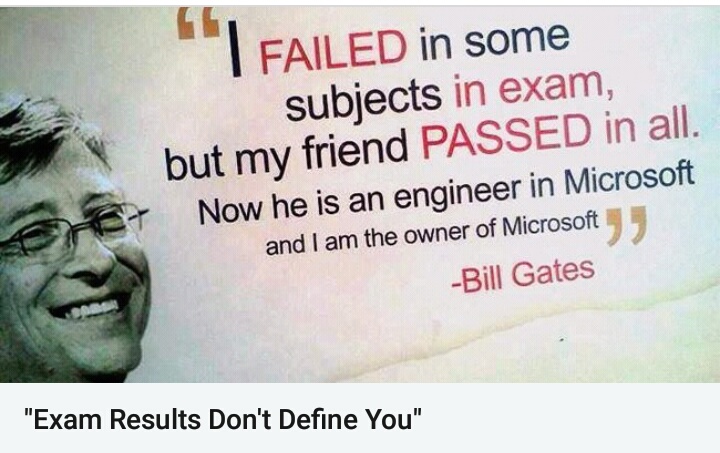 “I FAILED in some
subjects in exam,
but my friend PASSED in all.
Now he is an engineer in Microsoft
and I am the owner of Microsoft”
-Bill Gates
"Exam Results Don't Define You"